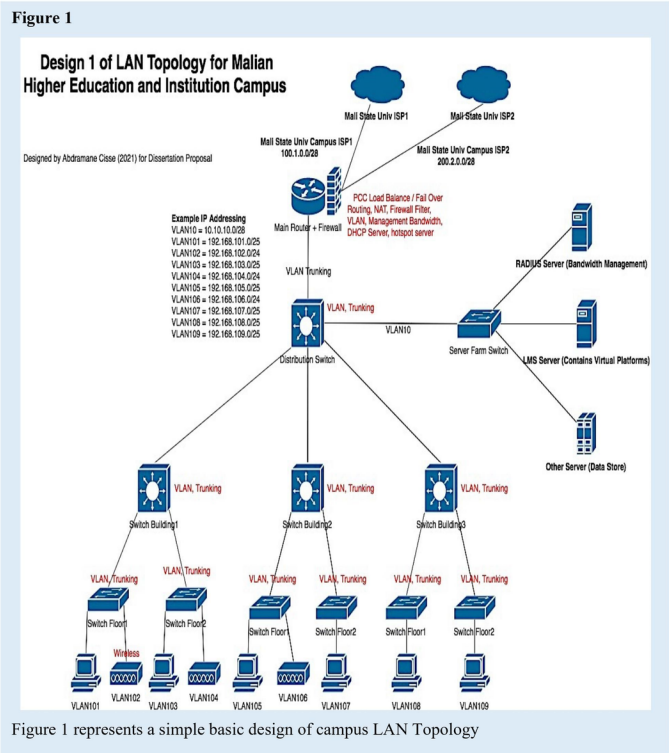 Figure 1
Design 1 of LAN Topology for Malian
Higher Education and Institution Campus
Mali State Univ ISP1
Mali State Univ ISP2
Mali State Univ Campus ISP1
100.1.0.0/28
Mali State Univ Campus ISP2
200.2.0.0/28
Designed by Abdramane Cisse (2021) for Dissertation Proposal
PCC Load Balance / Fail Over
Routing, NAT, Firewall Filter,
VLAN, Management Bandwidth,
DHCP Server, hotspot server
Main Router + Firewall
Example IP Addressing
VLAN10 = 10.10.10.0/28
VLAN101 = 192.168.101.0/25
VLAN102 = 192.168.102.0/24
VLAN103 = 192.168.103.0/25
VLAN104 = 192.168.104.0/24
VLAN105 = 192.168.105.0/25
VLAN106 = 192.168.106.0/24
VLAN107 = 192.168.107.0/25
VLAN108 = 192.168.108.0/25
VLAN109 = 192.168.109.0/25
VLAN Trunking
RADIUS Server (Bandwidth Management)
VLAN, Trunking
VLAN10
Distribution Switch
Server Farm Switch
LMS Server (Contains Virtual Platforms)
Other Server (Data Store)
VLAN, Trunking
VLAN, Trunking
VLAN, Trunking
Switch Building1
Switch Building2
Switch Building3
VLAN, Trunking
VLAN, Trunking
VLAN, Trunking
VLAN, Trunking
VLAN, Trunking
VLAN, Trunking
Switch Floor1
Switch Floor2
Switch Floor1
Switch Floor2
Switch Floor1
Switch Floor2
Wireless
VLAN101
VLAN102
VLAN103
VLAN104
VLAN105
VLAN106
VLAN107
VLAN108
VLAN109
Figure 1 represents a simple basic design of campus LAN Topology